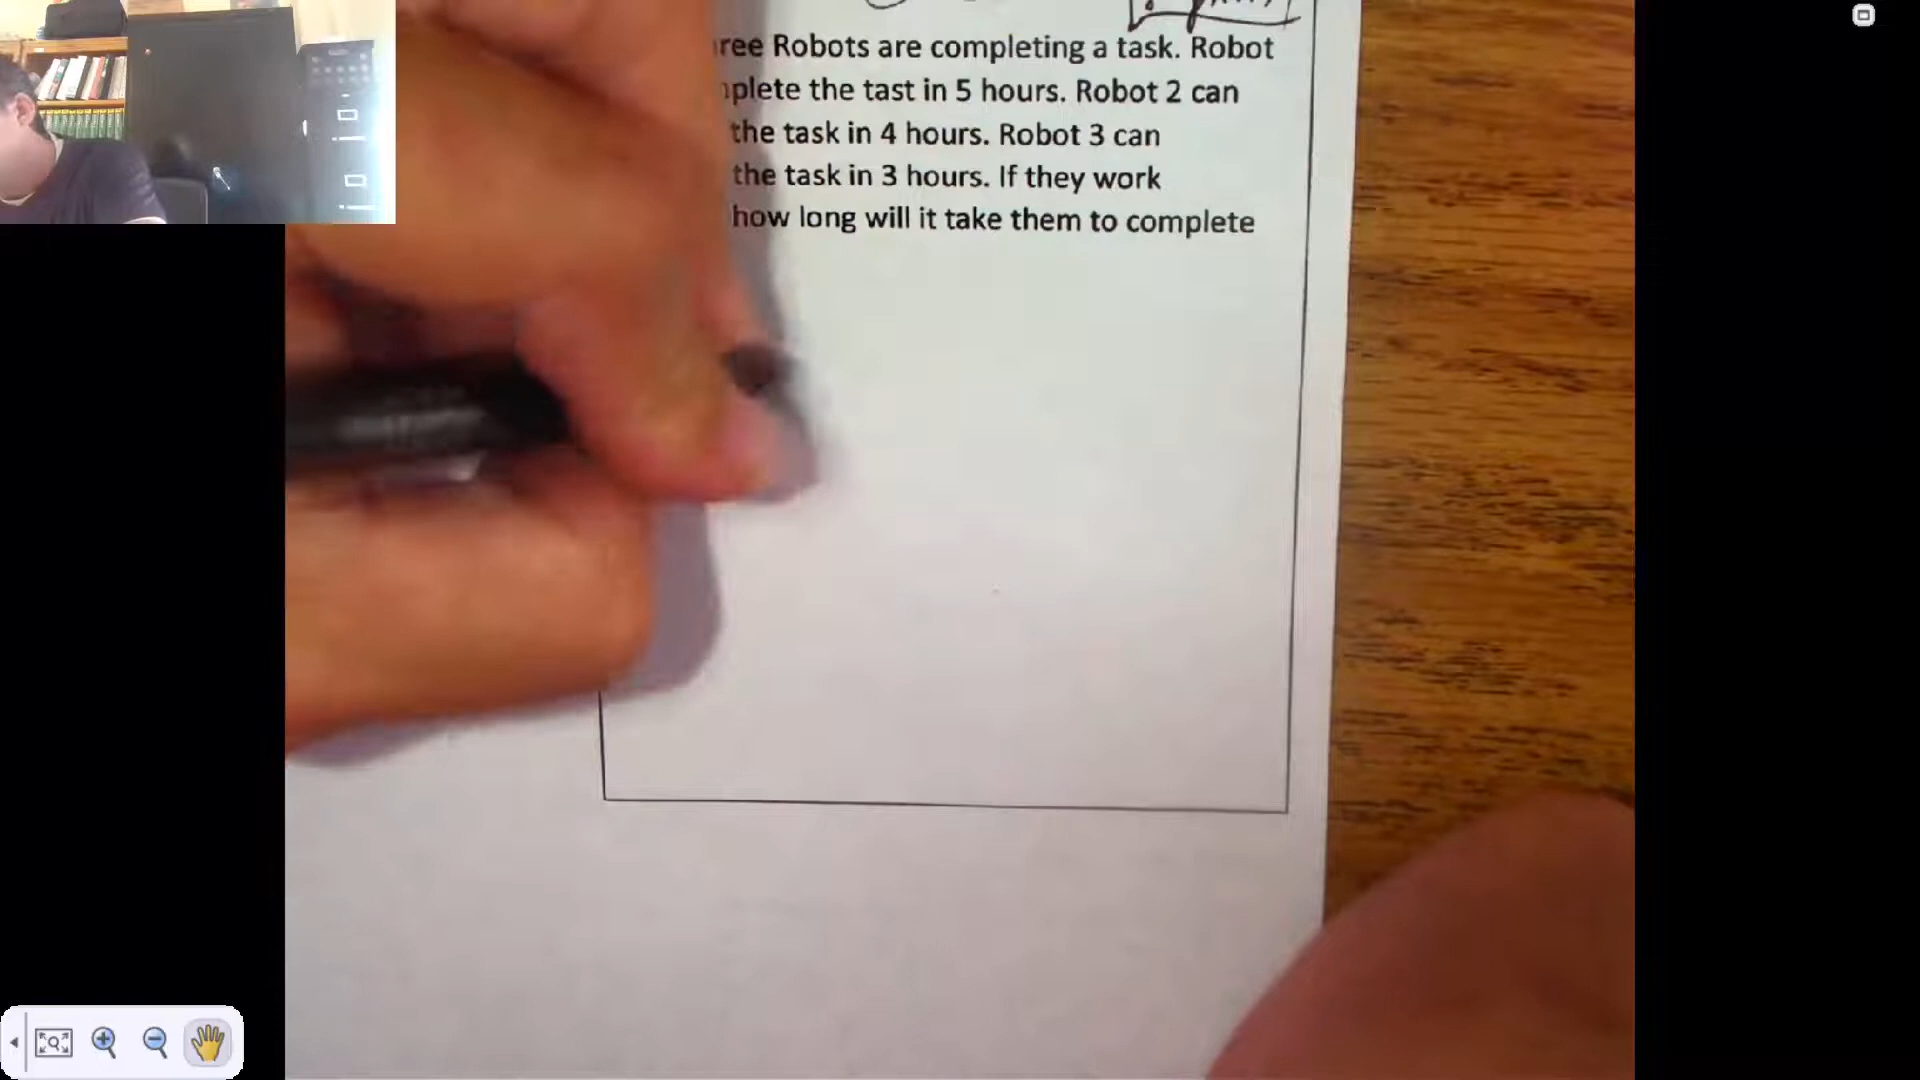 ree Robots are completing a task. Robot
plete the tast in 5 hours. Robot 2 can
the task in 4 hours. Robot 3 can
the task in 3 hours. If they work
how long will it take them to complete